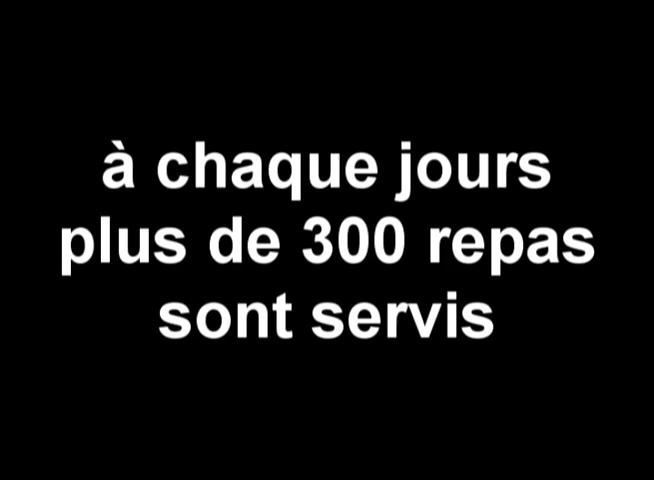 à chaque jours
plus de 300 repas
sont servis